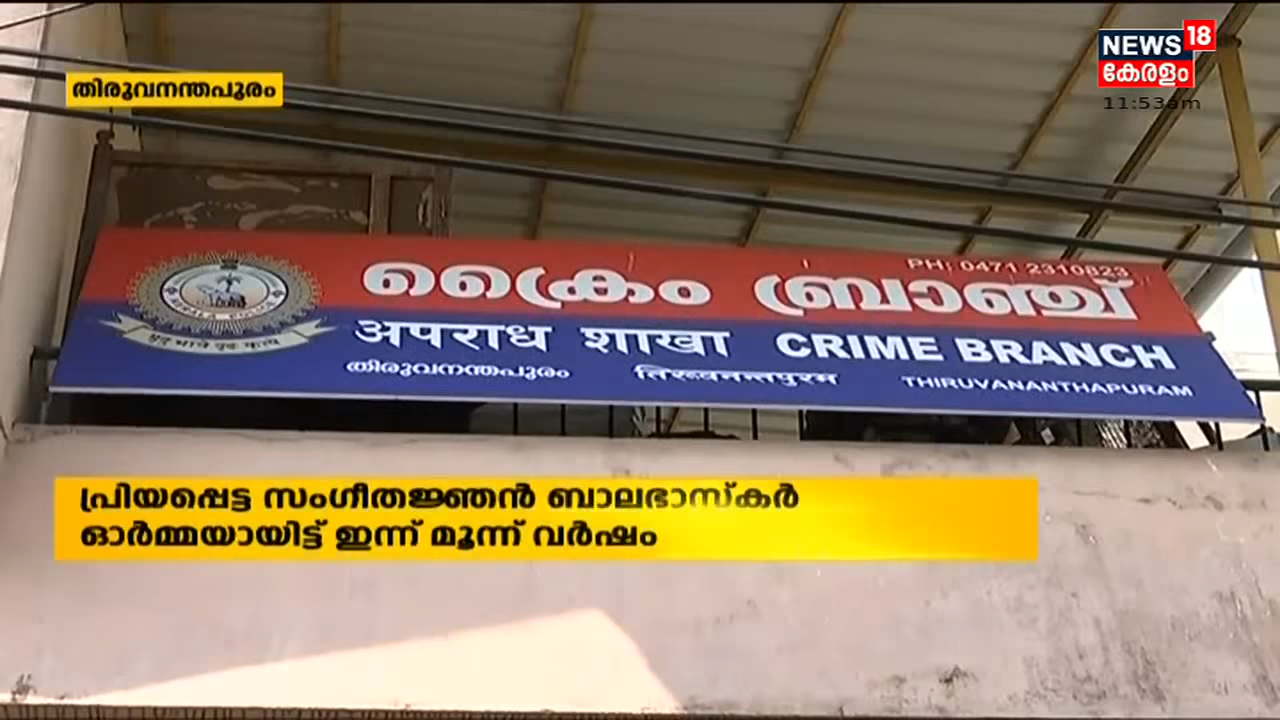 തിരുവനന്തപുരം
NEWS 18
കേരളം
11:53am
PH: 0471 2310823
ക്രൈം ബ്രാഞ്ച്
अपराध शाखा CRIME BRANCH
തിരുവനന്തപുരം THIRUVANANTHAPURAM
പ്രിയപ്പെട്ട സംഗീതജ്ഞൻ ബാലഭാസ്കർ
ഓർമ്മയായിട്ട് ഇന്ന് മൂന്ന് വർഷം